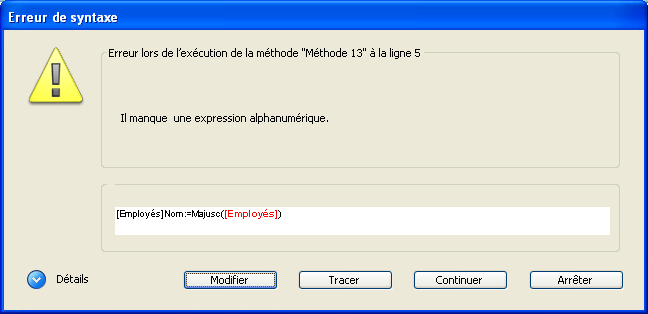 Erreur de syntaxe
Erreur lors de l'exécution de la méthode "Méthode 13" à la ligne 5
Il manque une expression alphanumérique.
[Employés]Nom:=Majusc([Employés])
Détails
Modifier
Tracer
Continuer
Arrêter